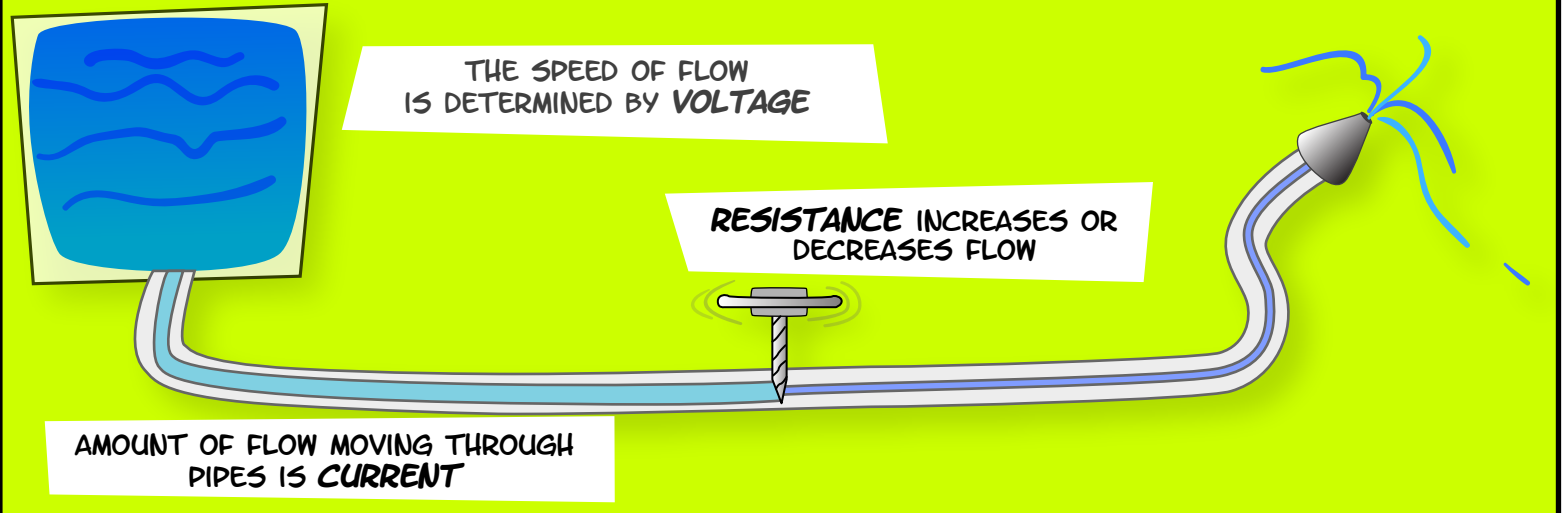 THE SPEED OF FLOW
IS DETERMINED BY VOLTAGE
RESISTANCE INCREASES OR
DECREASES FLOW
AMOUNT OF FLOW MOVING THROUGH
PIPES IS CURRENT